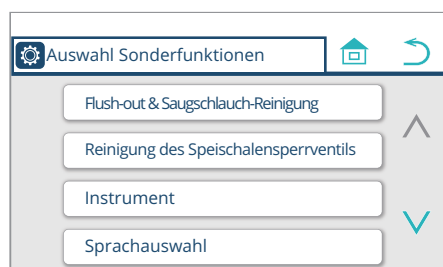 Auswahl Sonderfunktionen
Flush-out & Saugschlauch-Reinigung
Reinigung des Speischalensperrventils
Instrument
Sprachauswahl